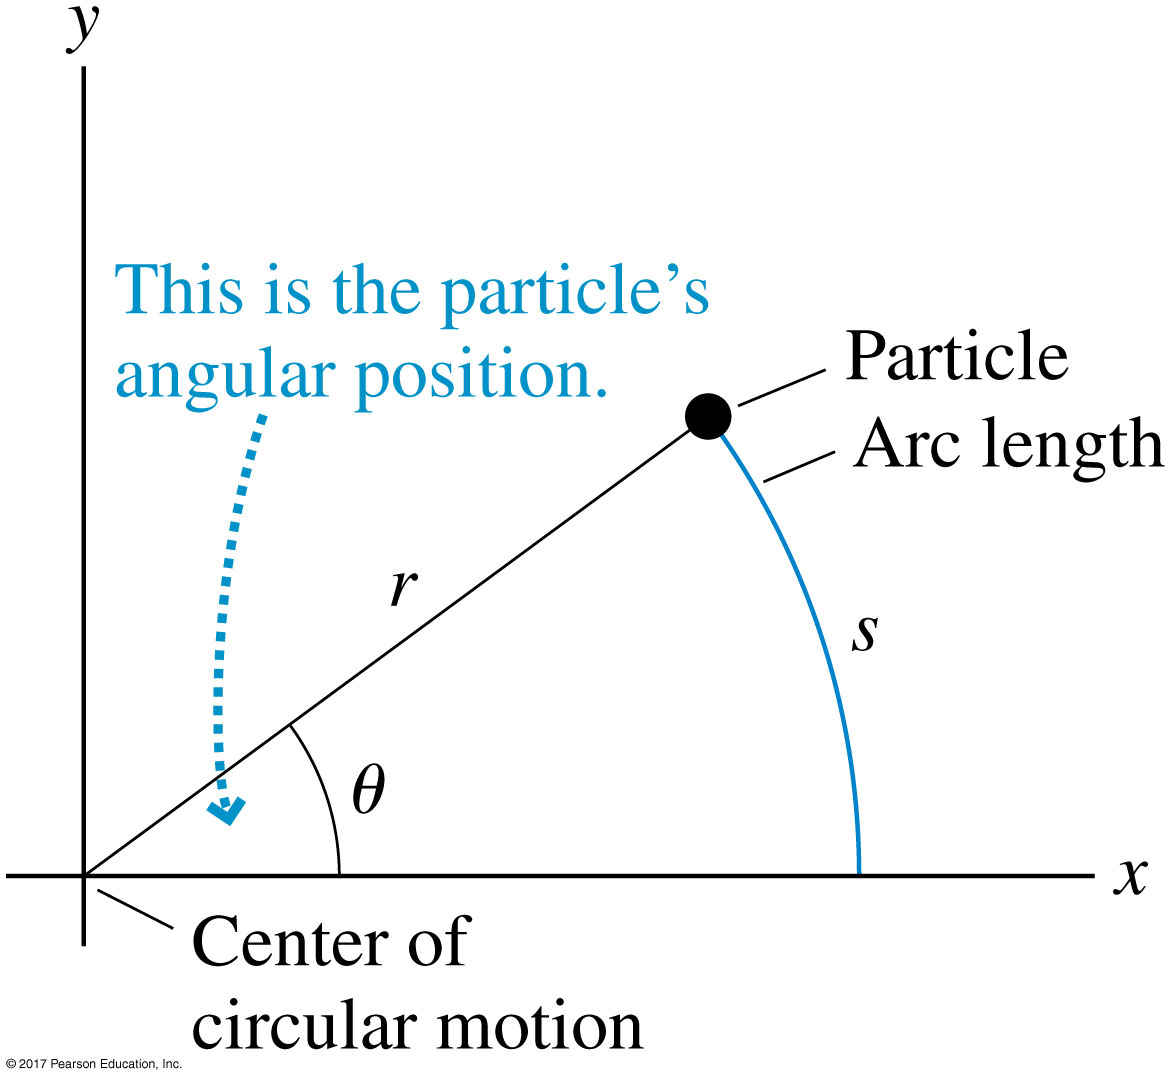 y
This is the particle’s
angular position.
Particle
Arc length
r
s
θ
x
Center of
circular motion
© 2017 Pearson Education, Inc.